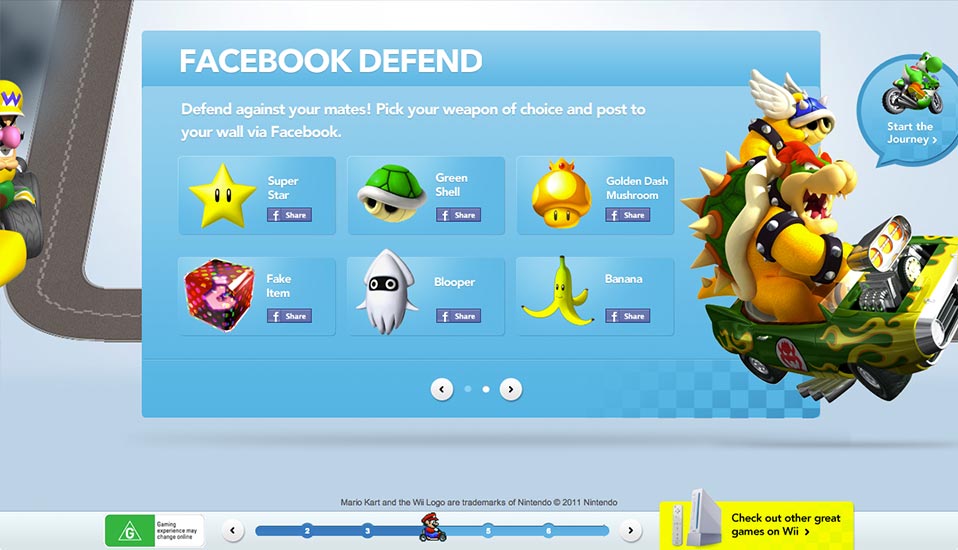 FACEBOOK DEFEND
Defend against your mates! Pick your weapon of choice and post to
your wall via Facebook.
Super
Star
f Share
Green
Shell
f Share
Golden Dash
Mushroom
f Share
Fake
Item
f Share
Blooper
f Share
Banana
f Share
Start the
Journey >
W
Mario Kart and the Wii Logo are trademarks of Nintendo © 2011 Nintendo
G
Gaming
experience may
change online
2
3
5
6
Check out other great
games on Wii >